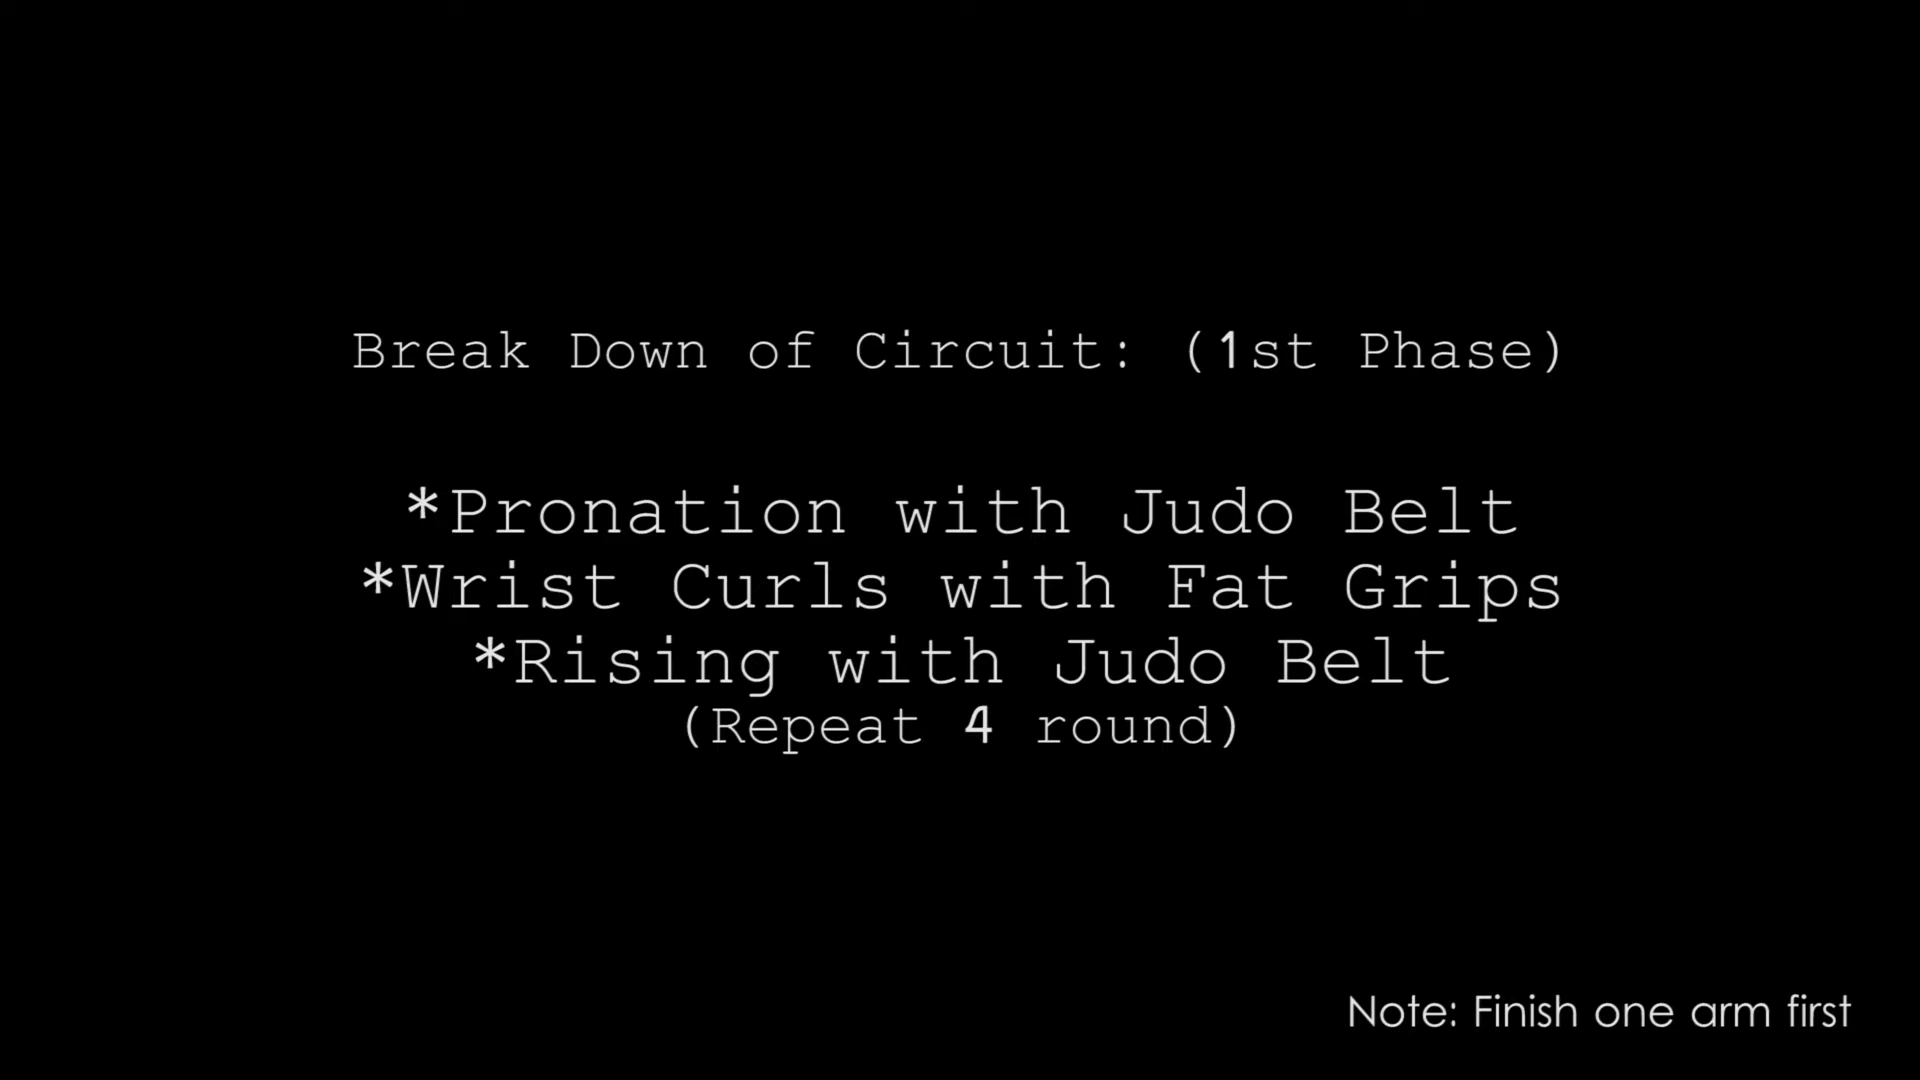 Break Down of Circuit: (1st Phase)
*Pronation with Judo Belt
*Wrist Curls with Fat Grips
*Rising with Judo Belt
(Repeat 4 round)
Note: Finish one arm first